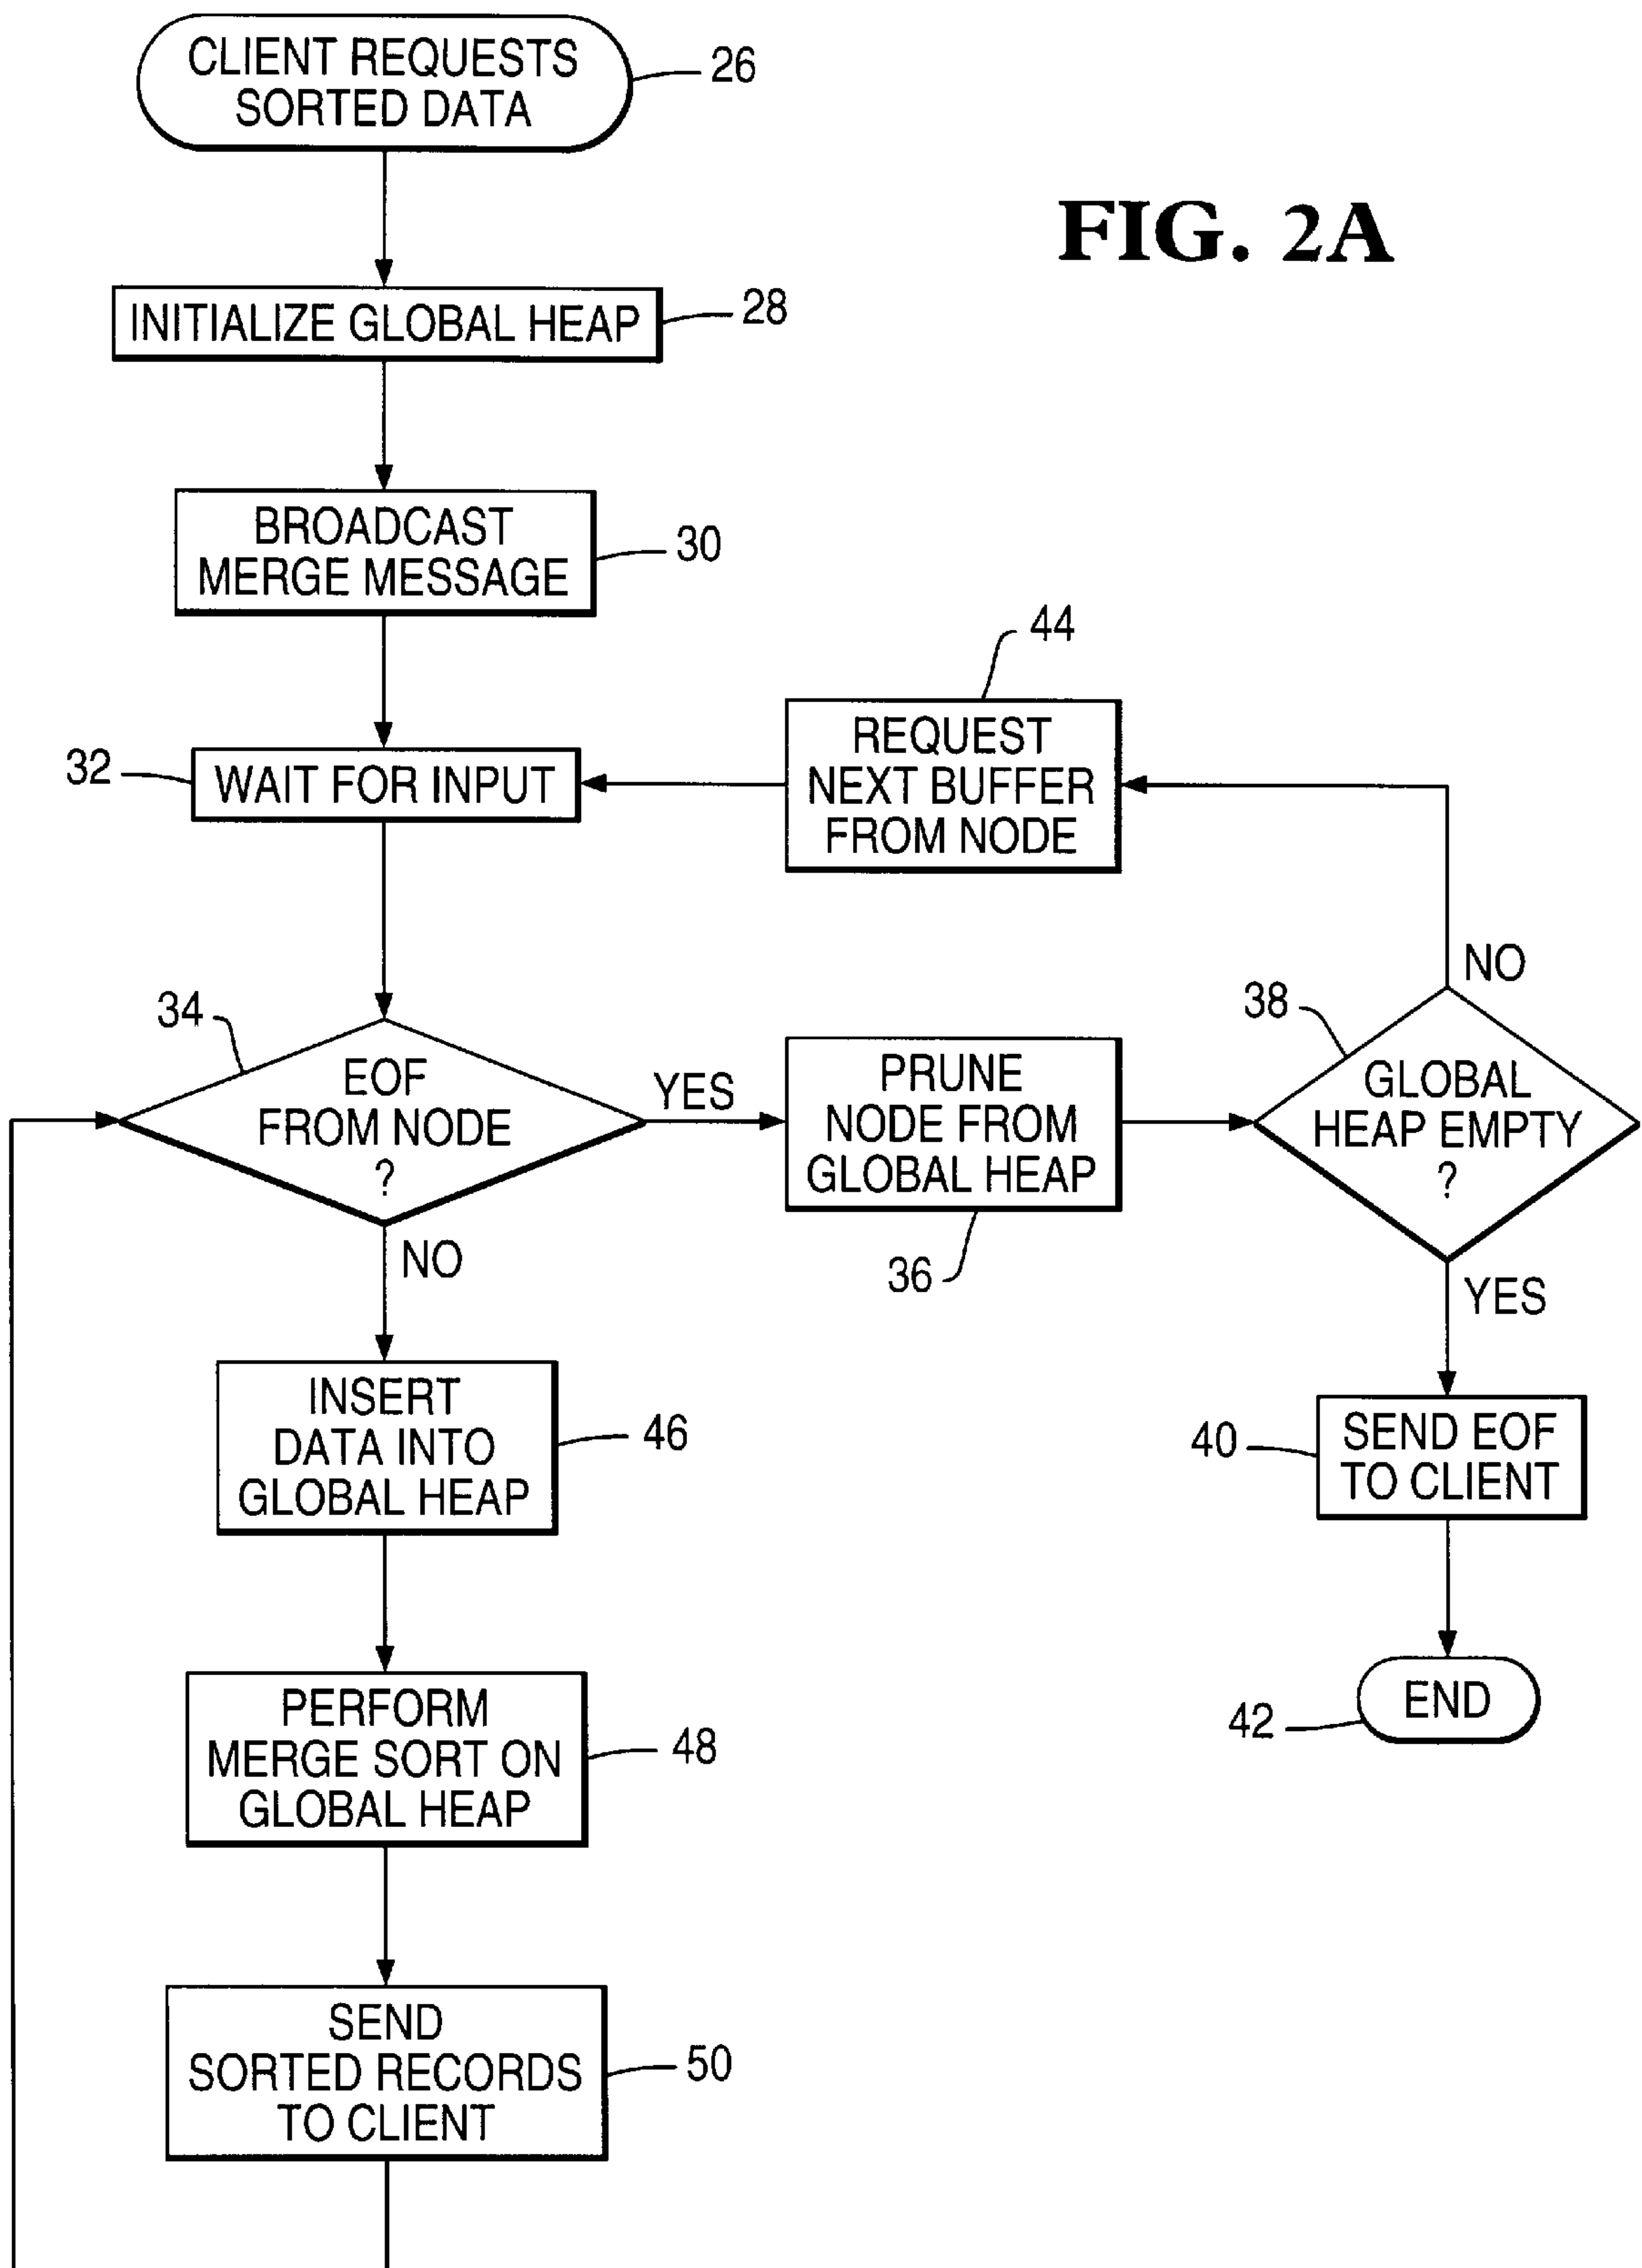 CLIENT REQUESTS
SORTED DATA
26
FIG. 2A
INITIALIZE GLOBAL HEAP
28
BROADCAST
MERGE MESSAGE
30
44
REQUEST
NEXT BUFFER
FROM NODE
32
WAIT FOR INPUT
NO
34
EOF
FROM NODE
?
YES
PRUNE
NODE FROM
GLOBAL HEAP
36
38
GLOBAL
HEAP EMPTY
?
NO
YES
INSERT
DATA INTO
GLOBAL HEAP
46
40
SEND EOF
TO CLIENT
PERFORM
MERGE SORT ON
GLOBAL HEAP
48
END
42
SEND
SORTED RECORDS
TO CLIENT
50